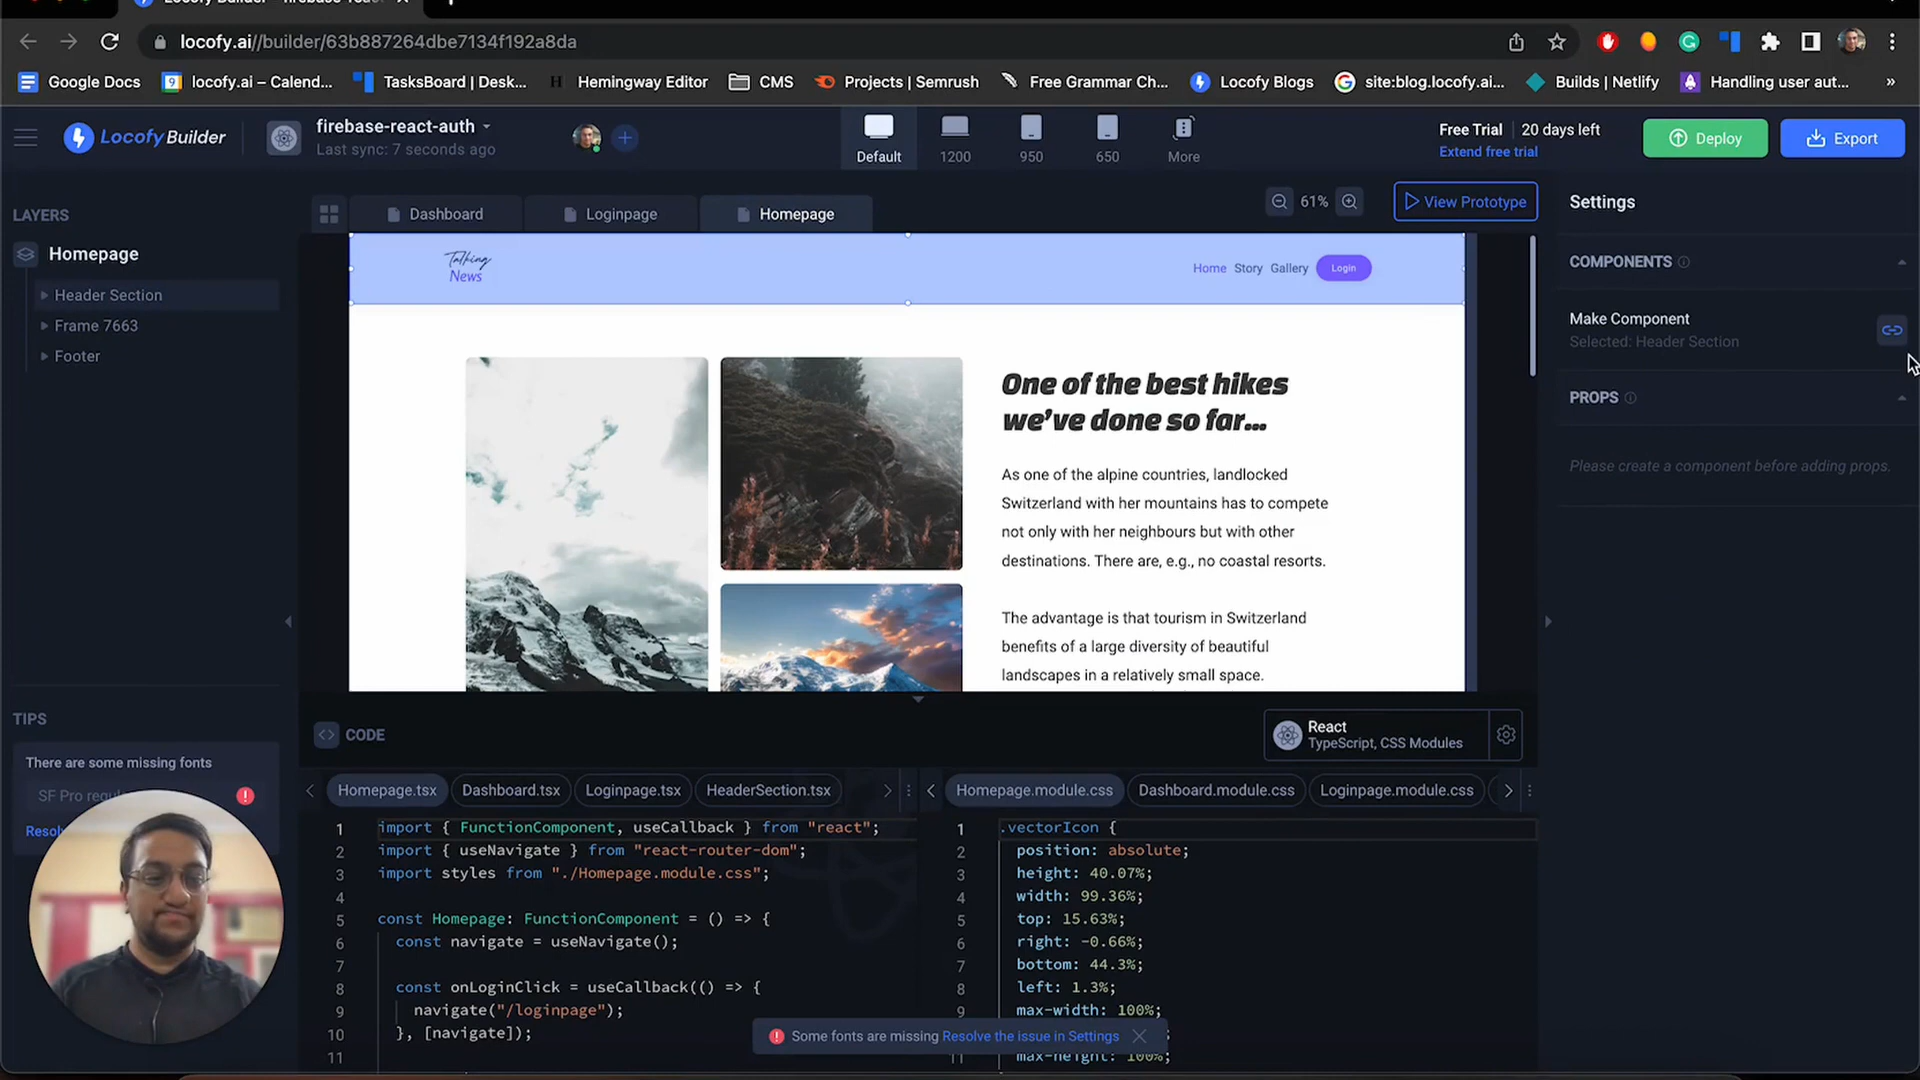 locofy.ai//builder/63b887264dbe7134f192a8da
Google Docs
locofy.ai – Calend...
TasksBoard | Desk...
Hemingway Editor
CMS
Projects | Semrush
Free Grammar Ch...
Locofy Blogs
site:blog.locofy.ai...
Builds | Netlify
Handling user aut...
»
Locofy Builder
firebase-react-auth
Last sync: 7 seconds ago
Default
1200
950
650
More
Free Trial | 20 days left
Extend free trial
Deploy
Export
LAYERS
Homepage
Header Section
Frame 7663
Footer
Dashboard
Loginpage
Homepage
61%
View Prototype
Talking
News
Home Story Gallery Login
One of the best hikes
we've done so far...
As one of the alpine countries, landlocked
Switzerland with her mountains has to compete
not only with her neighbours but with other
destinations. There are, e.g., no coastal resorts.
The advantage is that tourism in Switzerland
benefits of a large diversity of beautiful
landscapes in a relatively small space.
Settings
COMPONENTS
Make Component
Selected: Header Section
PROPS
Please create a component before adding props.
TIPS
There are some missing fonts
SF Pro
CODE
React
TypeScript, CSS Modules
Homepage.tsx
Dashboard.tsx
Loginpage.tsx
HeaderSection.tsx
1 import { FunctionComponent, useCallback } from "react";
2 import { useNavigate } from "react-router-dom";
3 import styles from "./Homepage.module.css";
4
5 const Homepage: FunctionComponent = () => {
6 const navigate = useNavigate();
7
8 const onLoginClick = useCallback(() => {
9 navigate("/loginpage");
10 }, [navigate]);
11
Homepage.module.css
Dashboard.module.css
Loginpage.module.css
1 .vectorIcon {
2 position: absolute;
3 height: 40.07%;
4 width: 99.36%;
5 top: 15.63%;
6 right: -0.66%;
7 bottom: 44.3%;
8 left: 1.3%;
9 max-width: 100%;
11 max-height: 100%;
Some fonts are missing Resolve the issue in Settings